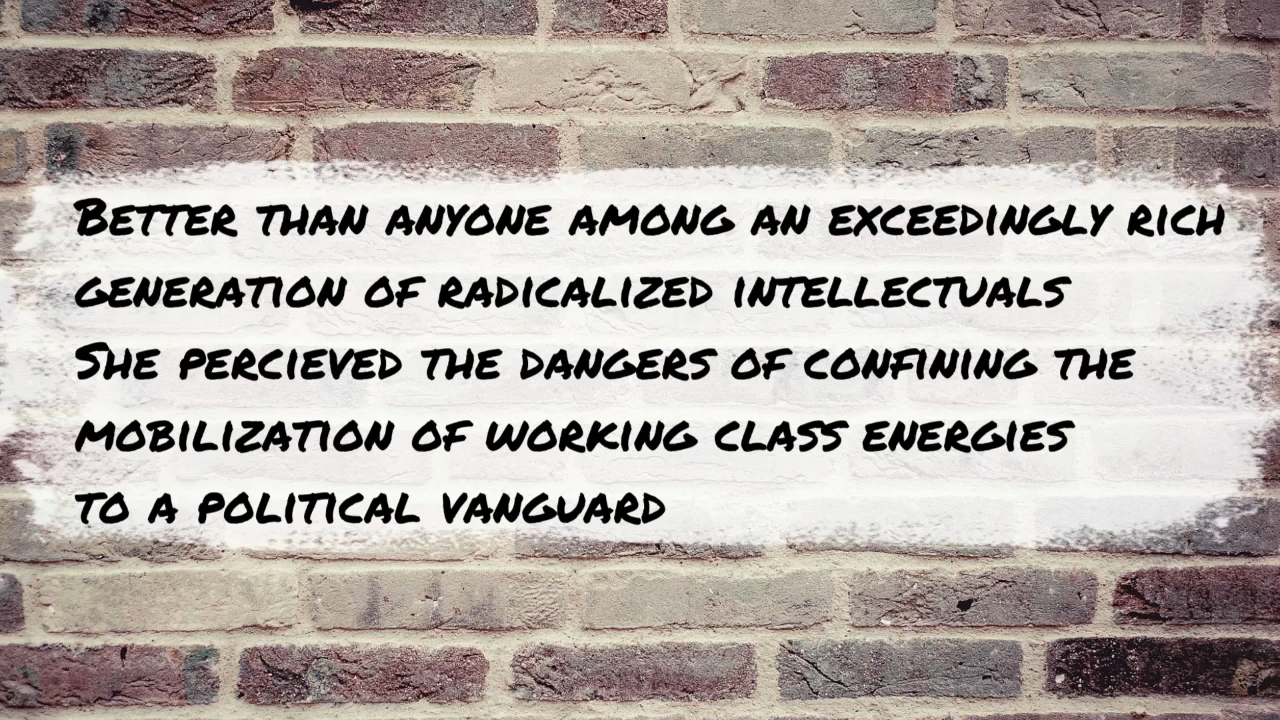 Better than anyone among an exceedingly rich
generation of radicalized intellectuals
She percieved the dangers of confining the
mobilization of working class energies
to a political vanguard